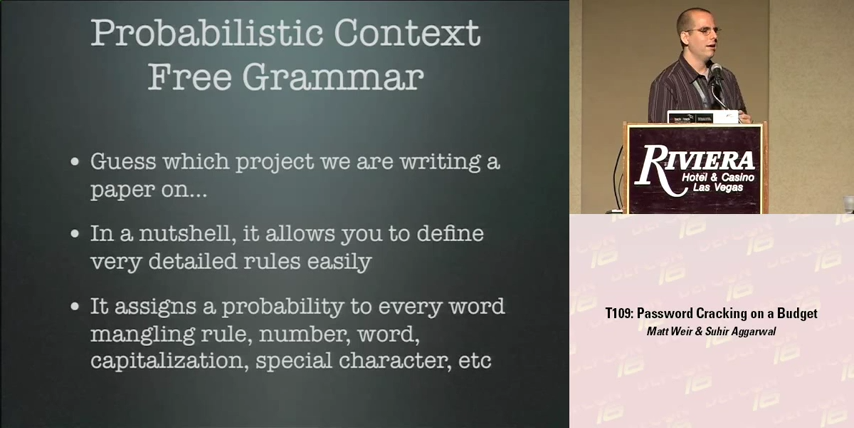 Probabilistic Context
Free Grammar
• Guess which project we are writing a
paper on...
• In a nutshell, it allows you to define
very detailed rules easily
• It assigns a probability to every word
mangling rule, number, word,
capitalization, special character, etc
RIVIERA
Hotel & Casino
Las Vegas
T109: Password Cracking on a Budget
Matt Weir & Suhir Aggarwal